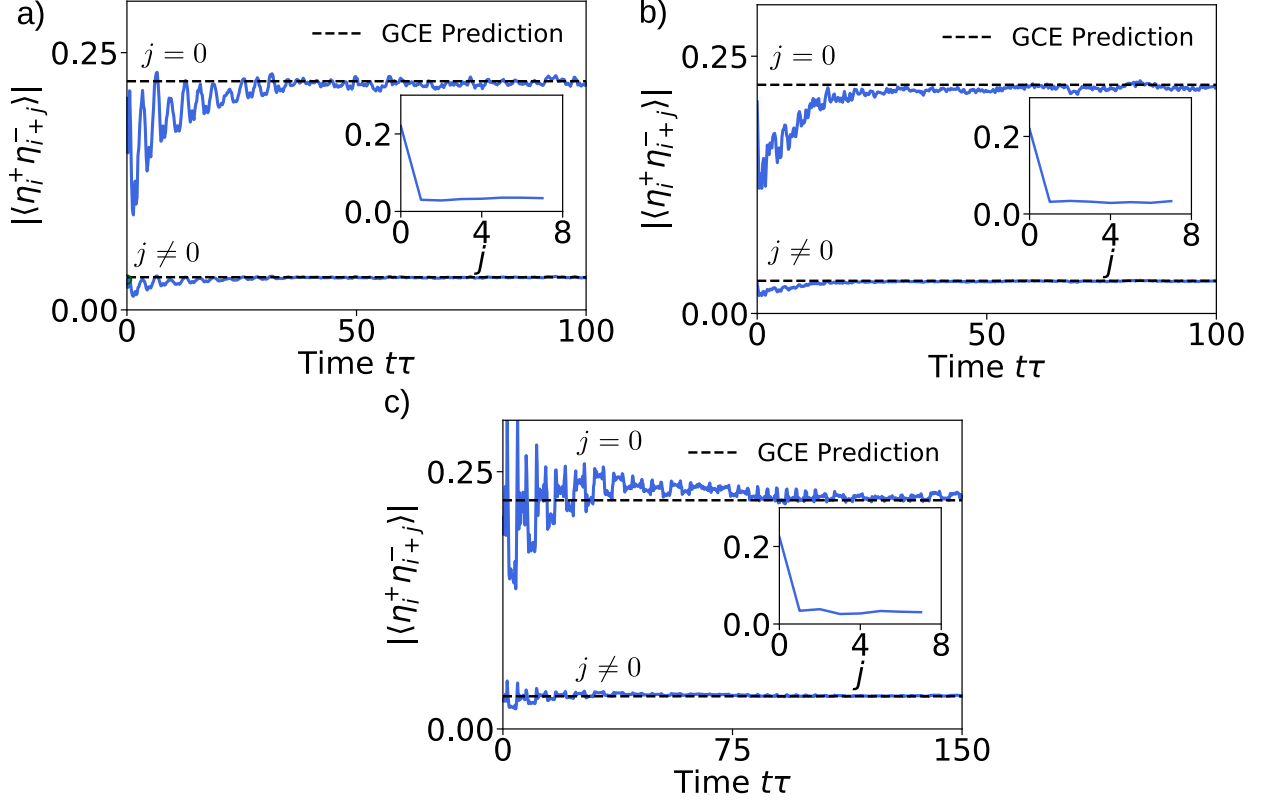 a)
|⟨η_i^+ η_{i+j}^-⟩|
0.25
0.00
j = 0
GCE Prediction
j ≠ 0
0.2
0.0
0 4 8
j
0 50 100
Time tτ
b)
|⟨η_i^+ η_{i+j}^-⟩|
0.25
0.00
j = 0
GCE Prediction
j ≠ 0
0.2
0.0
0 4 8
j
0 50 100
Time tτ
c)
|⟨η_i^+ η_{i+j}^-⟩|
0.25
0.00
j = 0
GCE Prediction
j ≠ 0
0.2
0.0
0 4 8
j
0 75 150
Time tτ